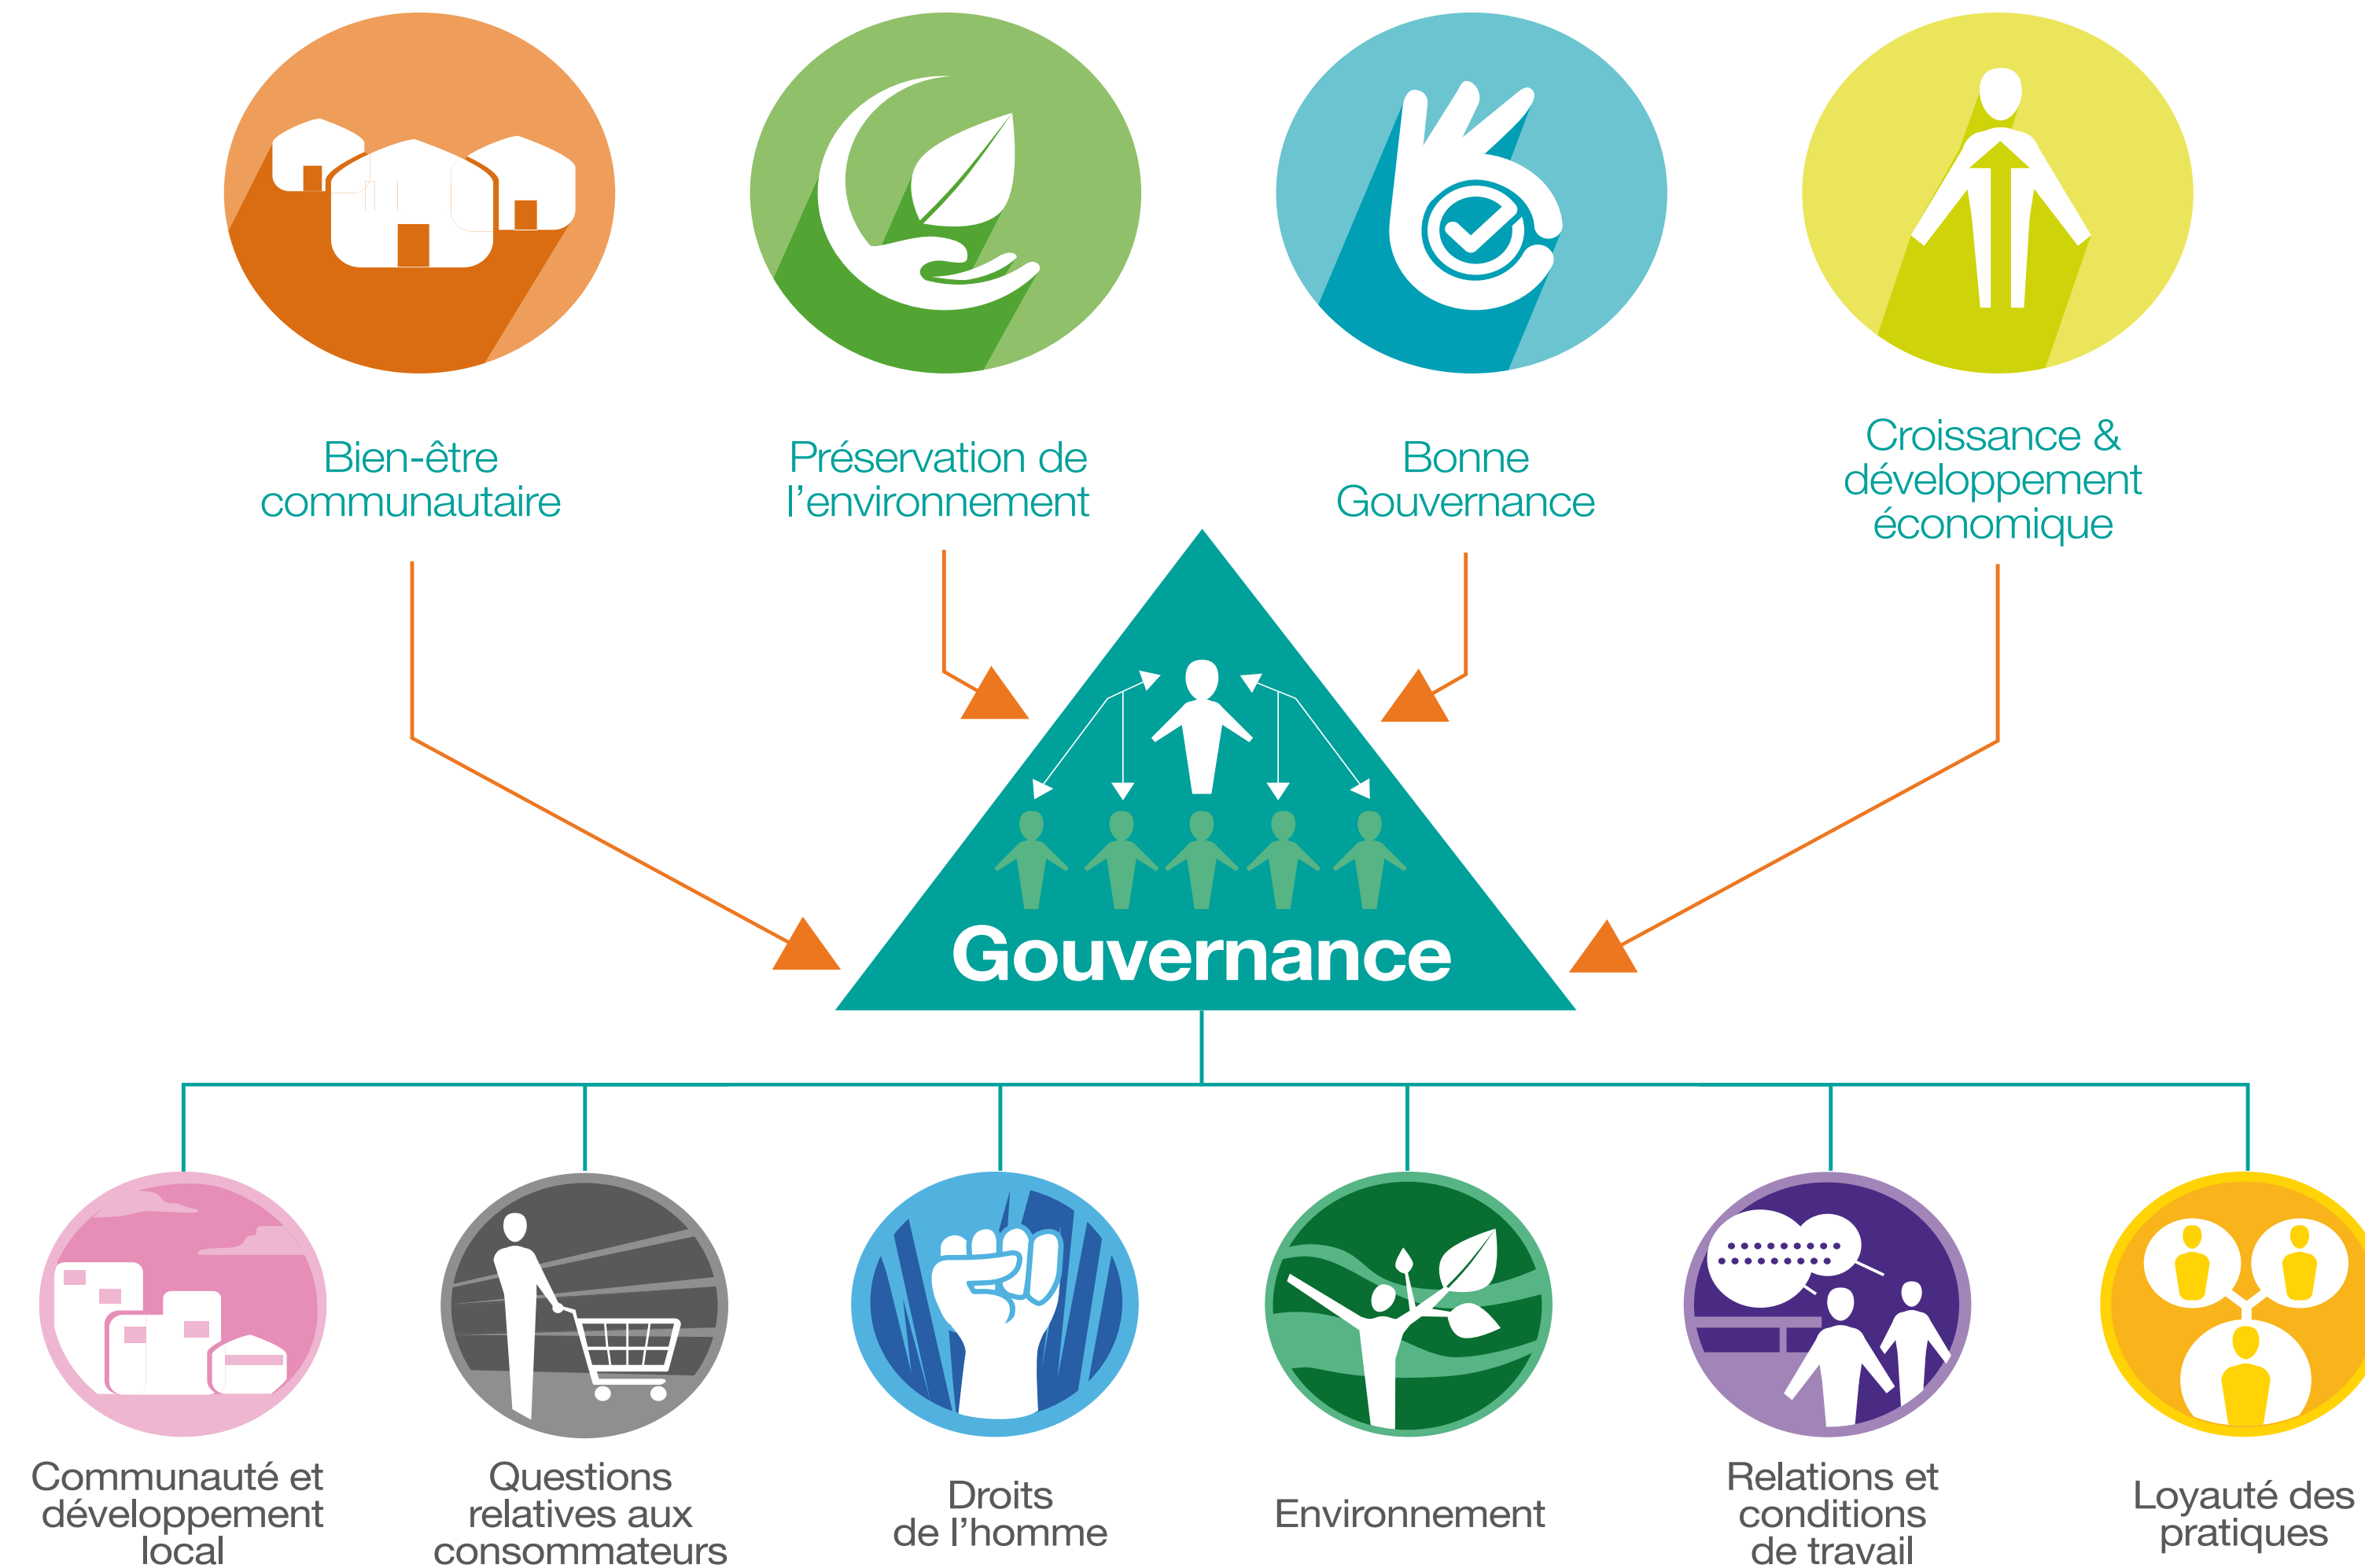 Bien-être
communautaire
Préservation de
l’environnement
Bonne
Gouvernance
Croissance &
développement
économique
Gouvernance
Communauté et
développement
local
Questions
relatives aux
consommateurs
Droits
de l’homme
Environnement
Relations et
conditions
de travail
Loyauté des
pratiques